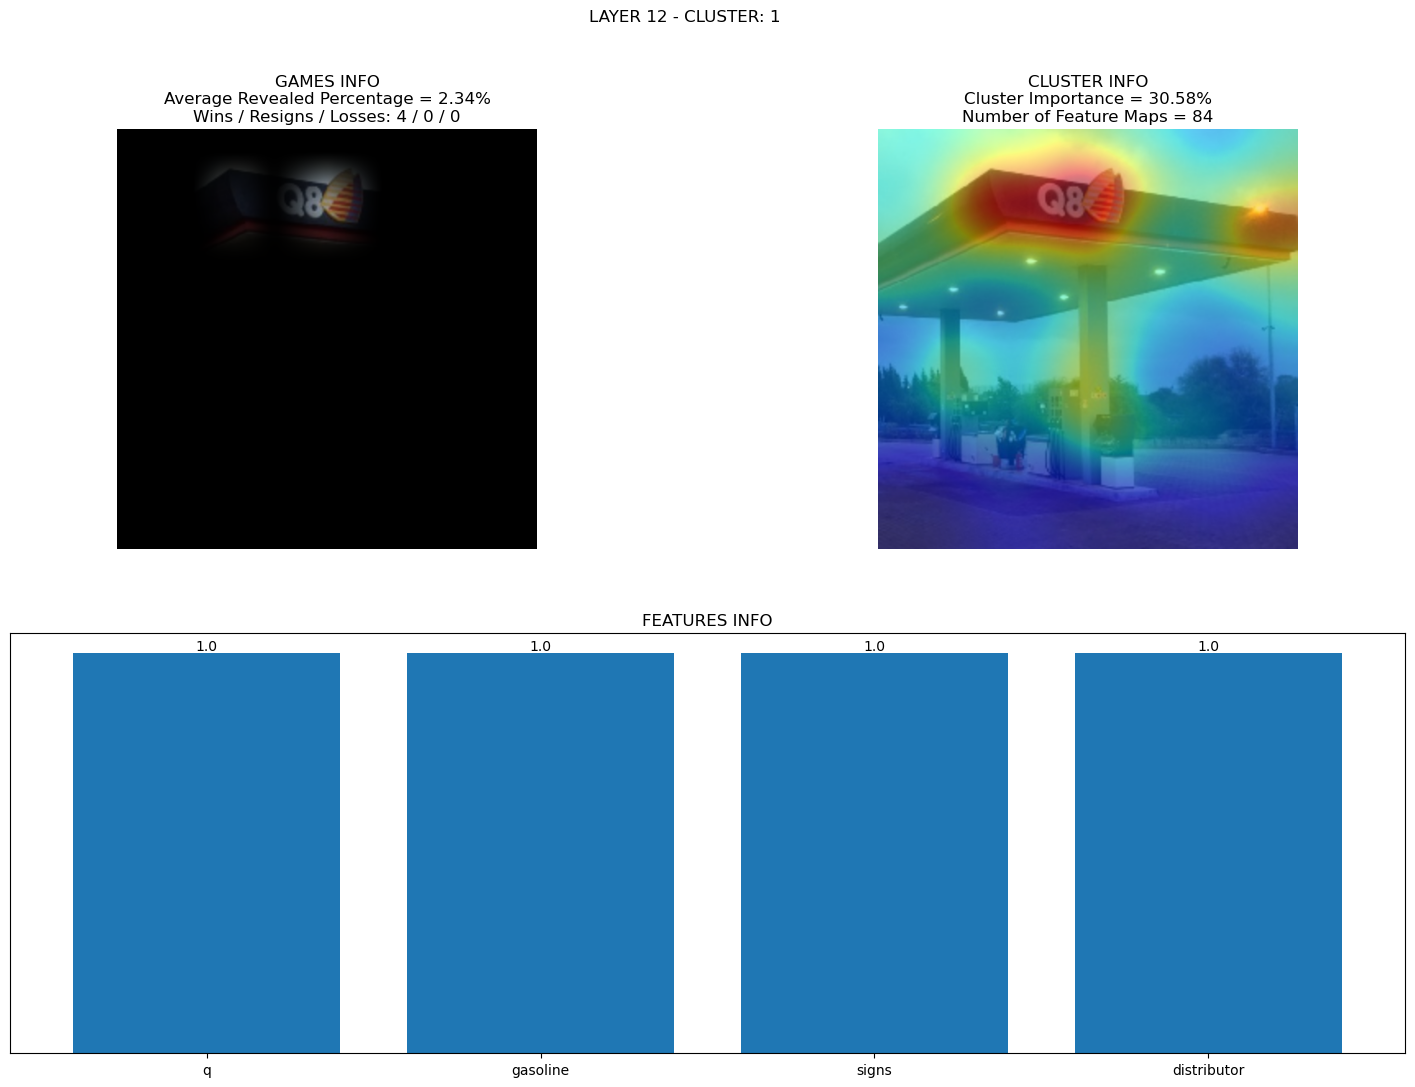 LAYER 12 - CLUSTER: 1
GAMES INFO
Average Revealed Percentage = 2.34%
Wins / Resigns / Losses: 4 / 0 / 0
Q8
CLUSTER INFO
Cluster Importance = 30.58%
Number of Feature Maps = 84
Q8
FEATURES INFO
1.0 1.0 1.0 1.0
q gasoline signs distributor